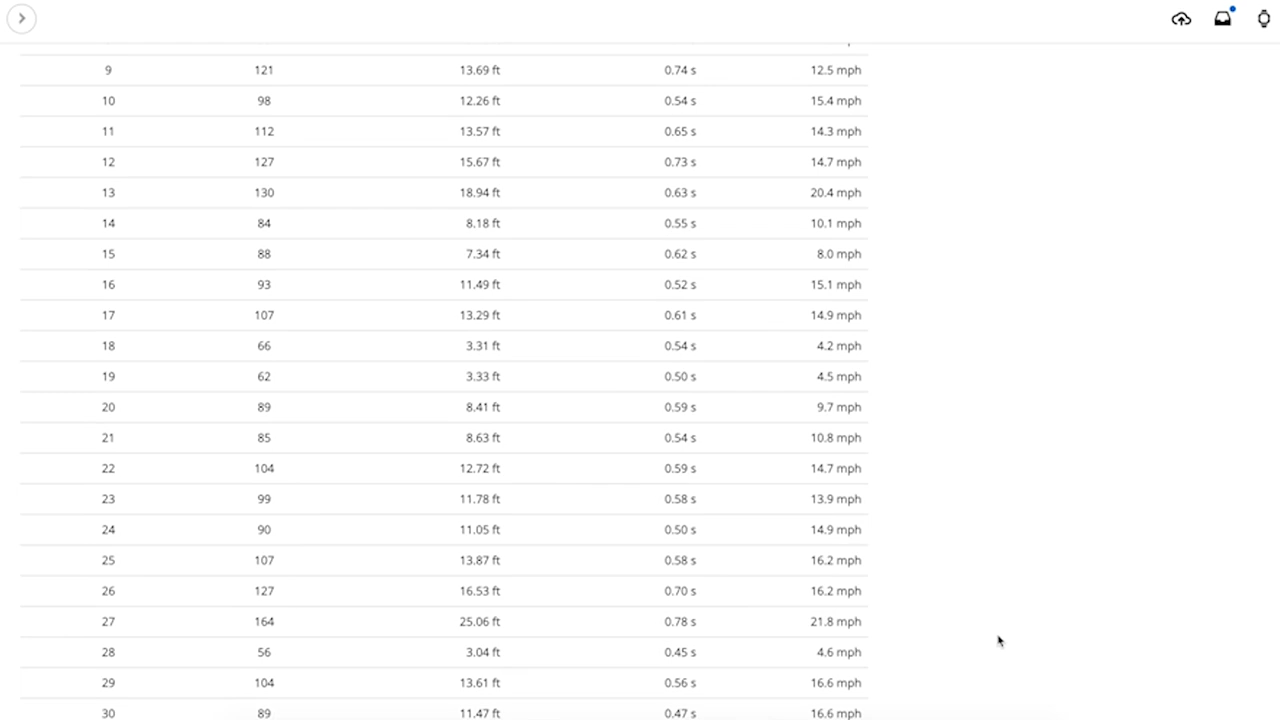 9 121 13.69 ft 0.74 s 12.5 mph
10 98 12.26 ft 0.54 s 15.4 mph
11 112 13.57 ft 0.65 s 14.3 mph
12 127 15.67 ft 0.73 s 14.7 mph
13 130 18.94 ft 0.63 s 20.4 mph
14 84 8.18 ft 0.55 s 10.1 mph
15 88 7.34 ft 0.62 s 8.0 mph
16 93 11.49 ft 0.52 s 15.1 mph
17 107 13.29 ft 0.61 s 14.9 mph
18 66 3.31 ft 0.54 s 4.2 mph
19 62 3.33 ft 0.50 s 4.5 mph
20 89 8.41 ft 0.59 s 9.7 mph
21 85 8.63 ft 0.54 s 10.8 mph
22 104 12.72 ft 0.59 s 14.7 mph
23 99 11.78 ft 0.58 s 13.9 mph
24 90 11.05 ft 0.50 s 14.9 mph
25 107 13.87 ft 0.58 s 16.2 mph
26 127 16.53 ft 0.70 s 16.2 mph
27 164 25.06 ft 0.78 s 21.8 mph
28 56 3.04 ft 0.45 s 4.6 mph
29 104 13.61 ft 0.56 s 16.6 mph
30 89 11.47 ft 0.47 s 16.6 mph